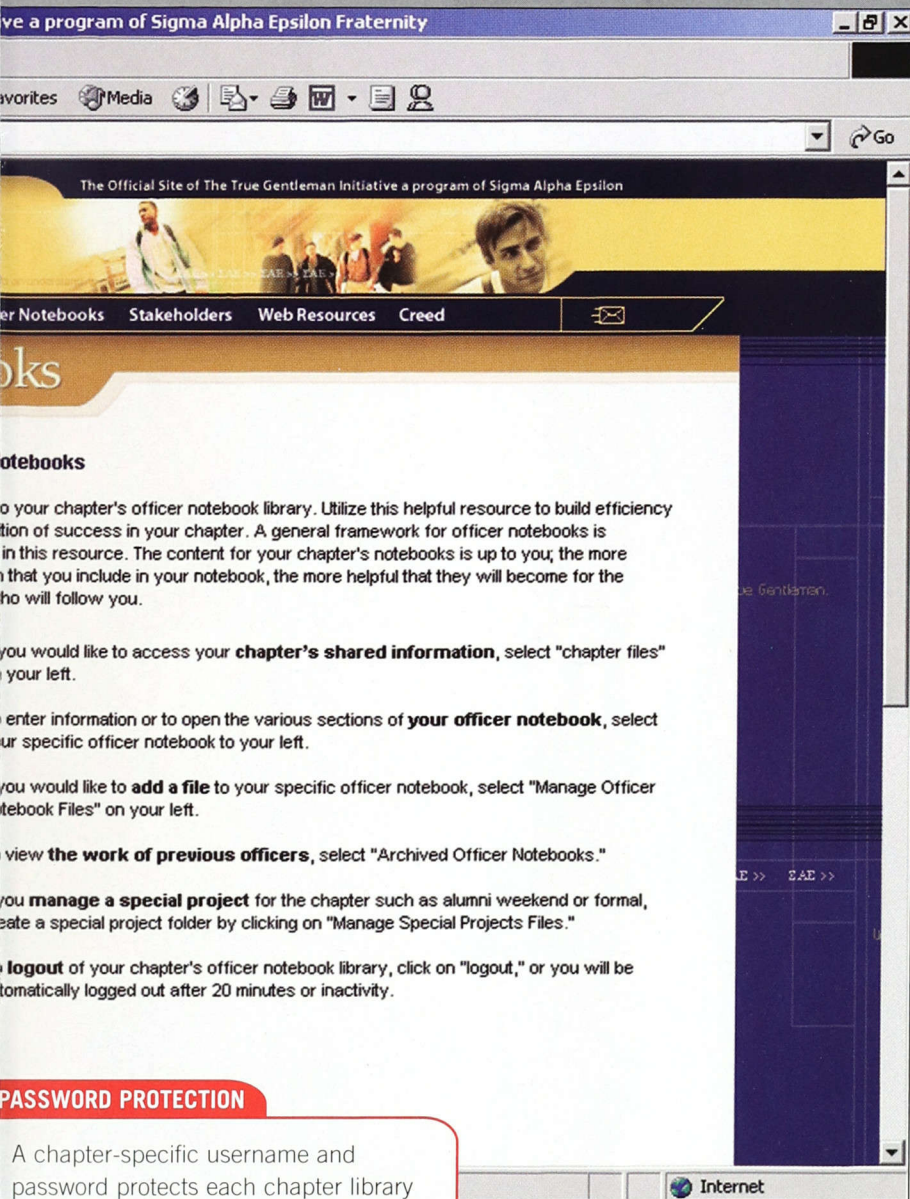 ve a program of Sigma Alpha Epsilon Fraternity
avorites Media W
Go
The Official Site of The True Gentleman Initiative a program of Sigma Alpha Epsilon
ΣAE >> ΣAE >> ΣAE >> ΣAE >>
er Notebooks Stakeholders Web Resources Creed
oks
otebooks
o your chapter's officer notebook library. Utilize this helpful resource to build efficiency
tion of success in your chapter. A general framework for officer notebooks is
in this resource. The content for your chapter's notebooks is up to you; the more
n that you include in your notebook, the more helpful that they will become for the
ho will follow you.
ue Gentleman.
you would like to access your chapter's shared information, select "chapter files"
your left.
enter information or to open the various sections of your officer notebook, select
ur specific officer notebook to your left.
you would like to add a file to your specific officer notebook, select "Manage Officer
tebook Files" on your left.
view the work of previous officers, select "Archived Officer Notebooks."
E >> ΣAE >>
you manage a special project for the chapter such as alumni weekend or formal,
eate a special project folder by clicking on "Manage Special Projects Files."
logout of your chapter's officer notebook library, click on "logout," or you will be
tomatically logged out after 20 minutes or inactivity.
PASSWORD PROTECTION
A chapter-specific username and
password protects each chapter library
Internet